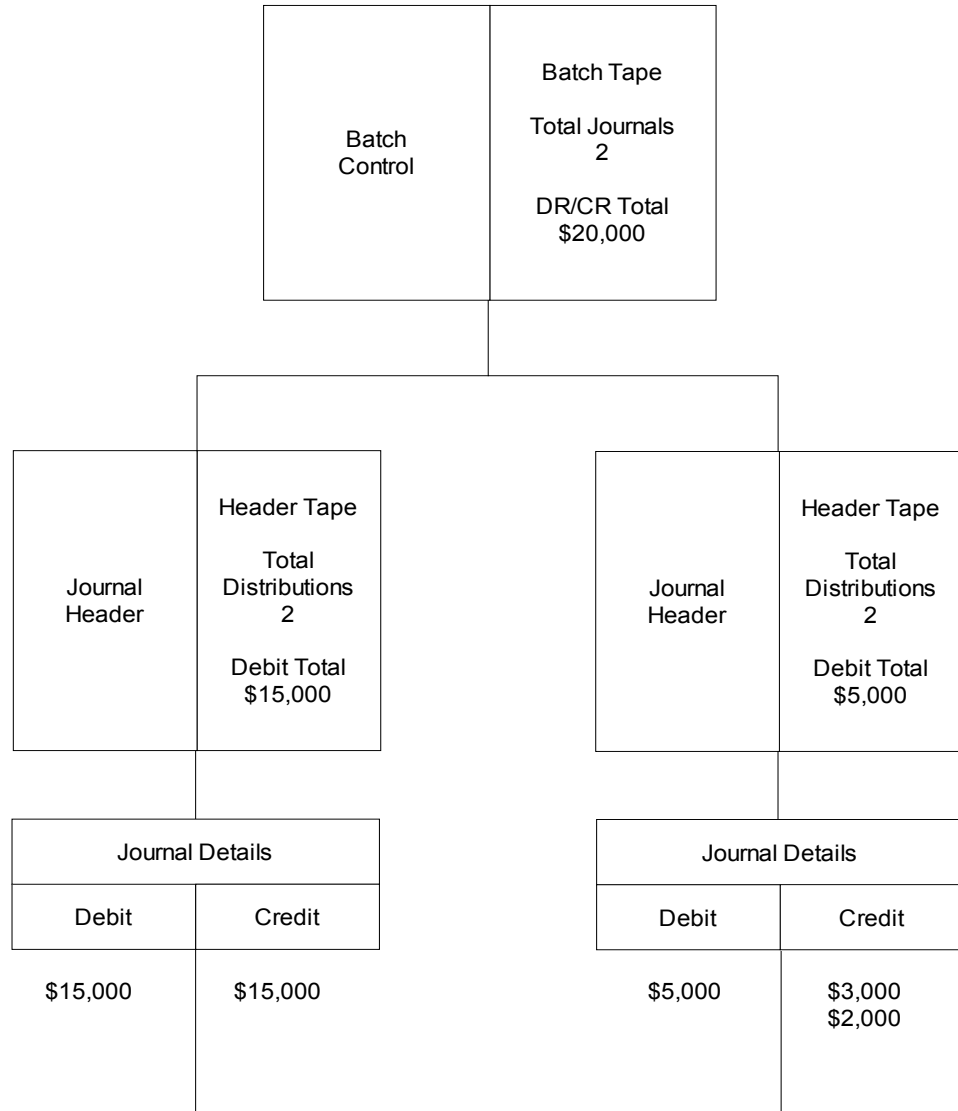 Batch
Control
Batch Tape
Total Journals
2
DR/CR Total
$20,000
Journal
Header
Header Tape
Total
Distributions
2
Debit Total
$15,000
Journal
Header
Header Tape
Total
Distributions
2
Debit Total
$5,000
Journal Details
Debit
Credit
$15,000
$15,000
Journal Details
Debit
Credit
$5,000
$3,000
$2,000